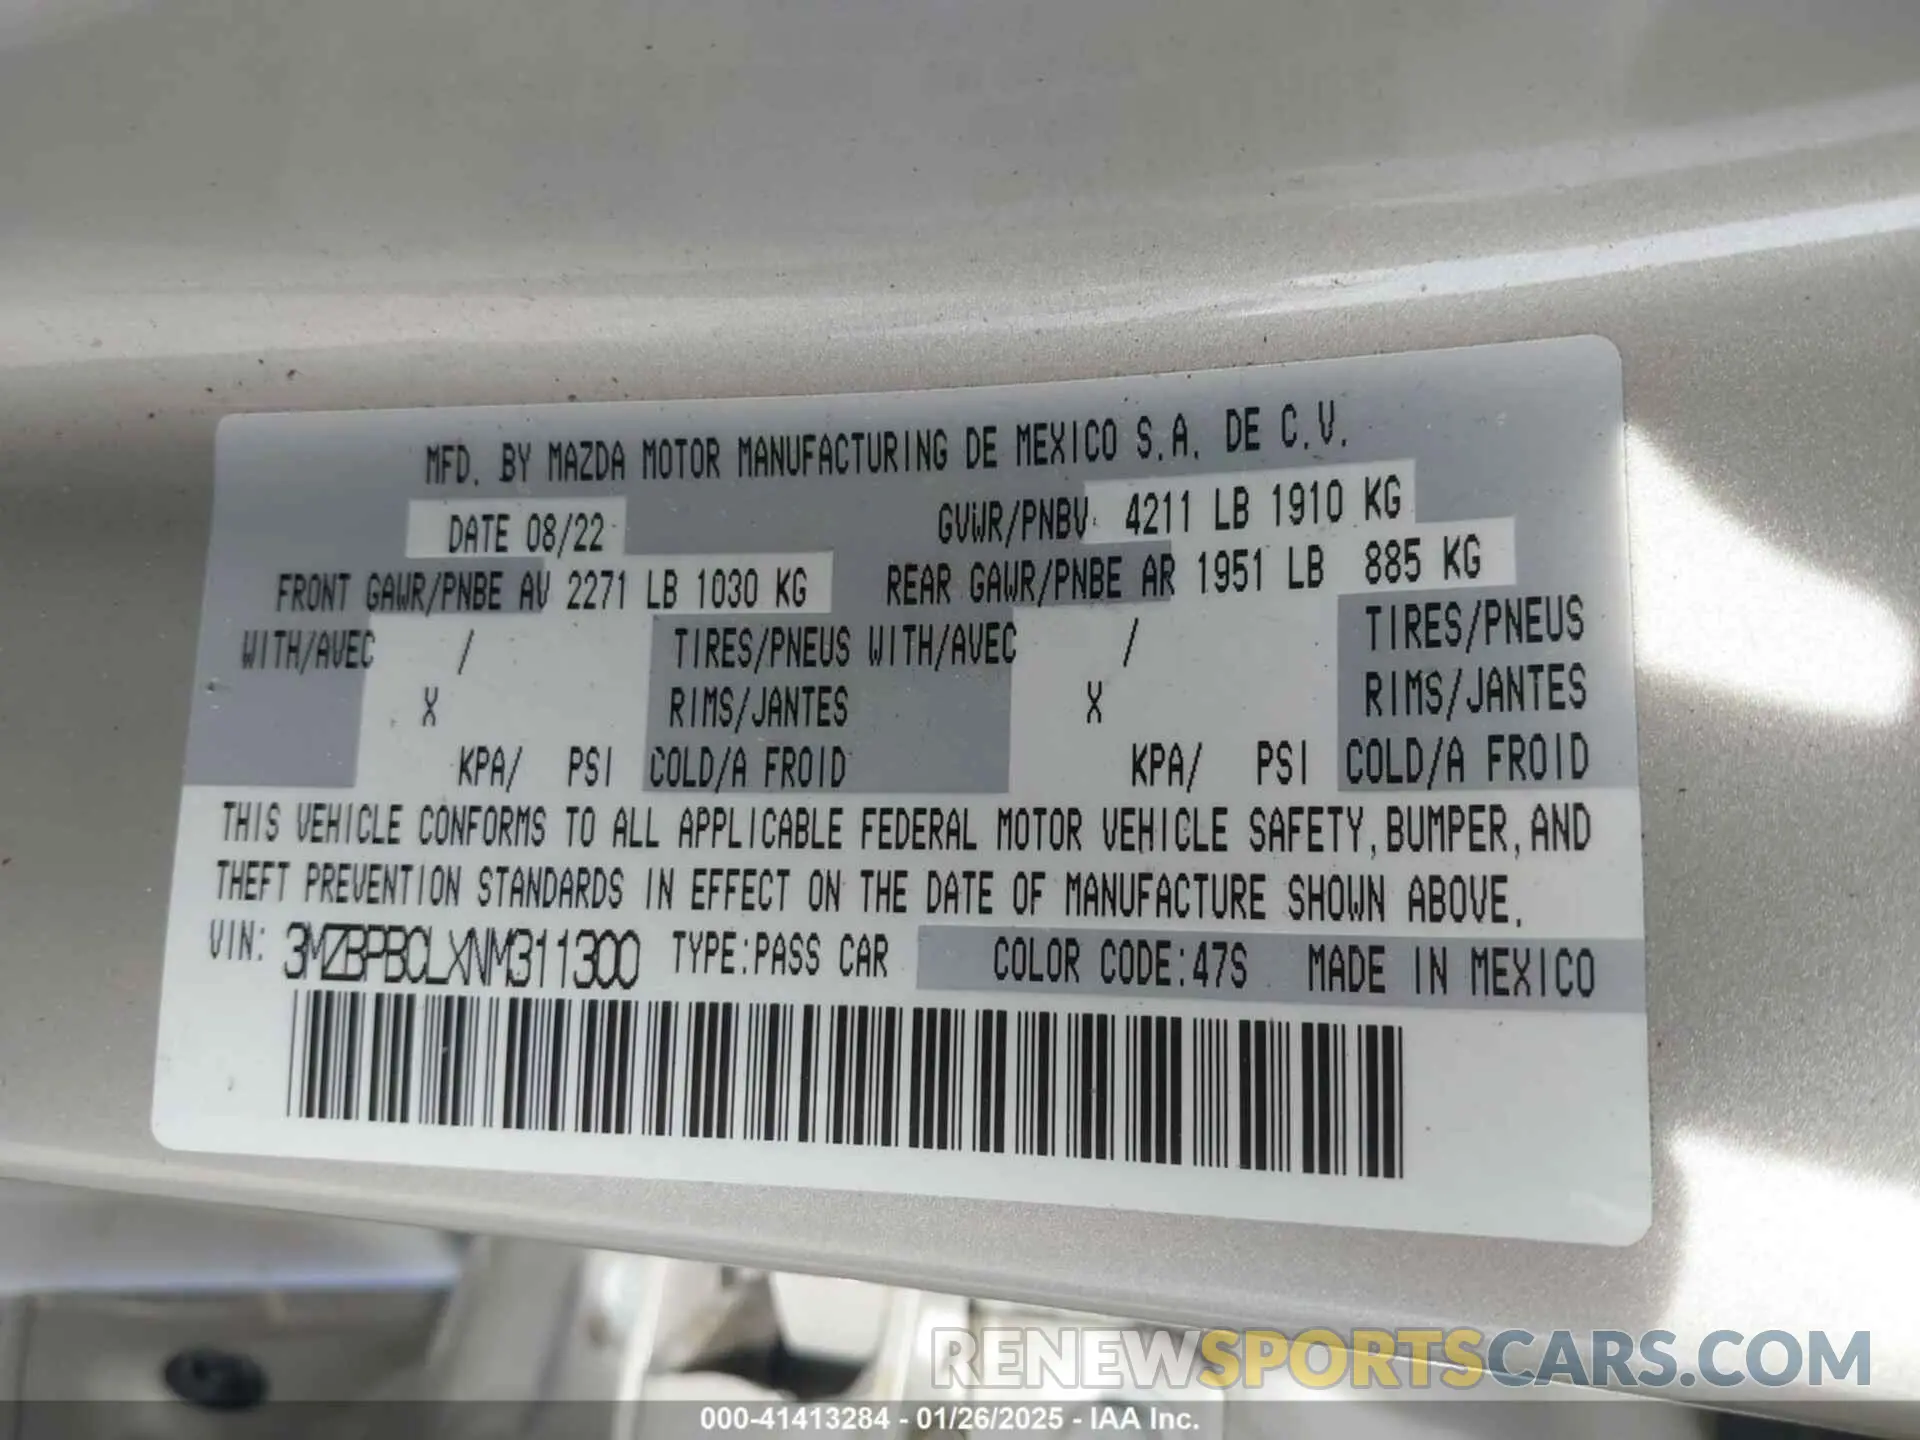 MFD. BY MAZDA MOTOR MANUFACTURING DE MEXICO S.A. DE C.V.
DATE 08/22 GVWR/PNBV 4211 LB 1910 KG
FRONT GAWR/PNBE AV 2271 LB 1030 KG REAR GAWR/PNBE AR 1951 LB 885 KG
WITH/AVEC / TIRES/PNEUS WITH/AVEC / TIRES/PNEUS
X RIMS/JANTES X RIMS/JANTES
KPA/ PSI COLD/A FROID KPA/ PSI COLD/A FROID
THIS VEHICLE CONFORMS TO ALL APPLICABLE FEDERAL MOTOR VEHICLE SAFETY, BUMPER, AND
THEFT PREVENTION STANDARDS IN EFFECT ON THE DATE OF MANUFACTURE SHOWN ABOVE.
VIN: 3MZBPBCLXNM311300 TYPE:PASS CAR COLOR CODE:47S MADE IN MEXICO
RENEWSPORTSCARS.COM
000-41413284 - 01/26/2025 - IAA Inc.